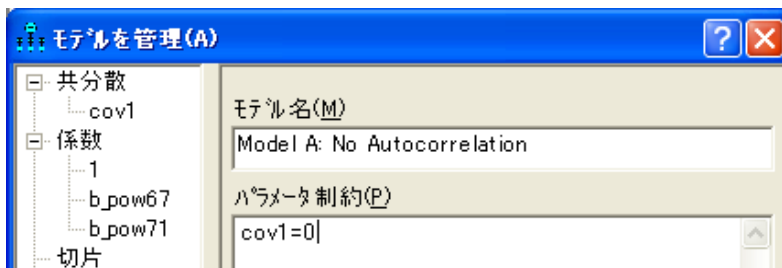 モデルを管理(A)
共分散
cov1
係数
1
b_pow67
b_pow71
切片
モデル名(M)
Model A: No Autocorrelation
パラメータ制約(P)
cov1=0